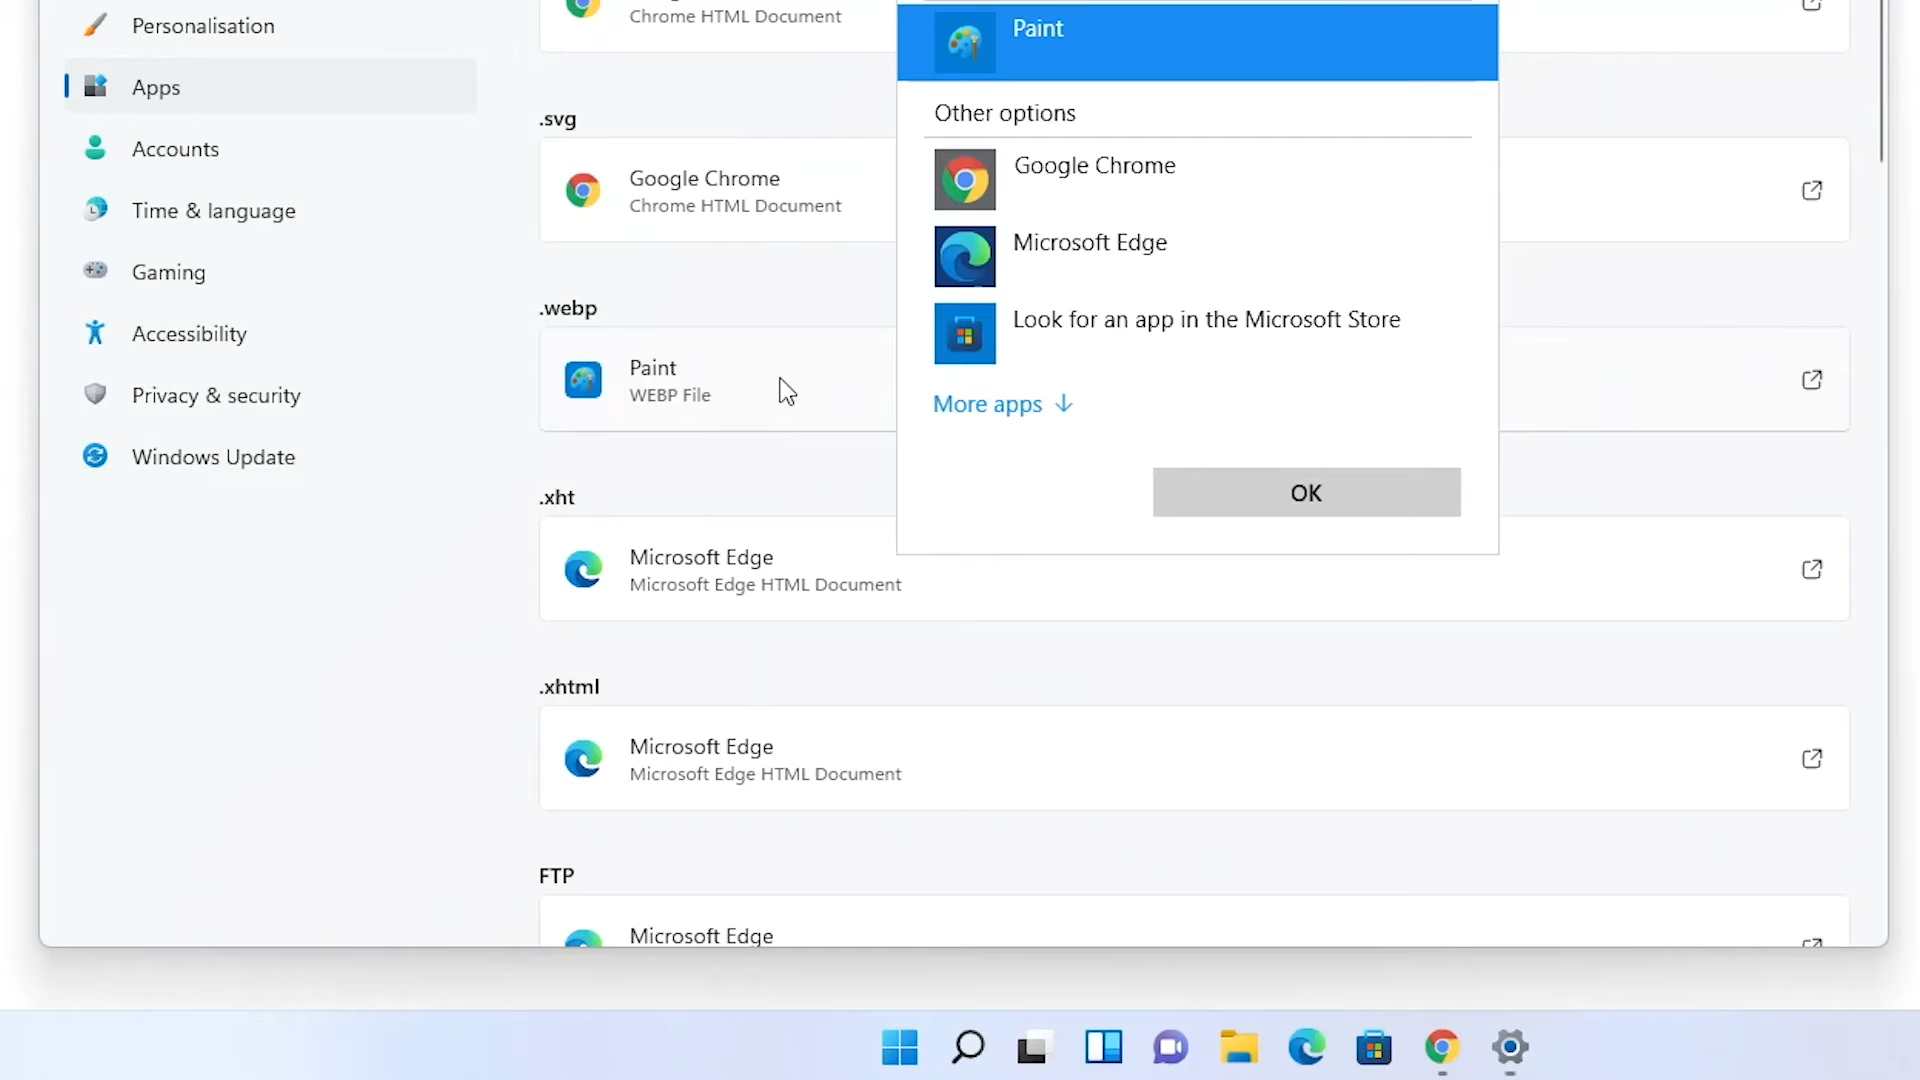 Personalisation
Apps
Accounts
Time & language
Gaming
Accessibility
Privacy & security
Windows Update
Chrome HTML Document
.svg
Google Chrome
Chrome HTML Document
.webp
Paint
WEBP File
.xht
Microsoft Edge
Microsoft Edge HTML Document
.xhtml
Microsoft Edge
Microsoft Edge HTML Document
FTP
Microsoft Edge
Paint
Other options
Google Chrome
Microsoft Edge
Look for an app in the Microsoft Store
More apps
OK